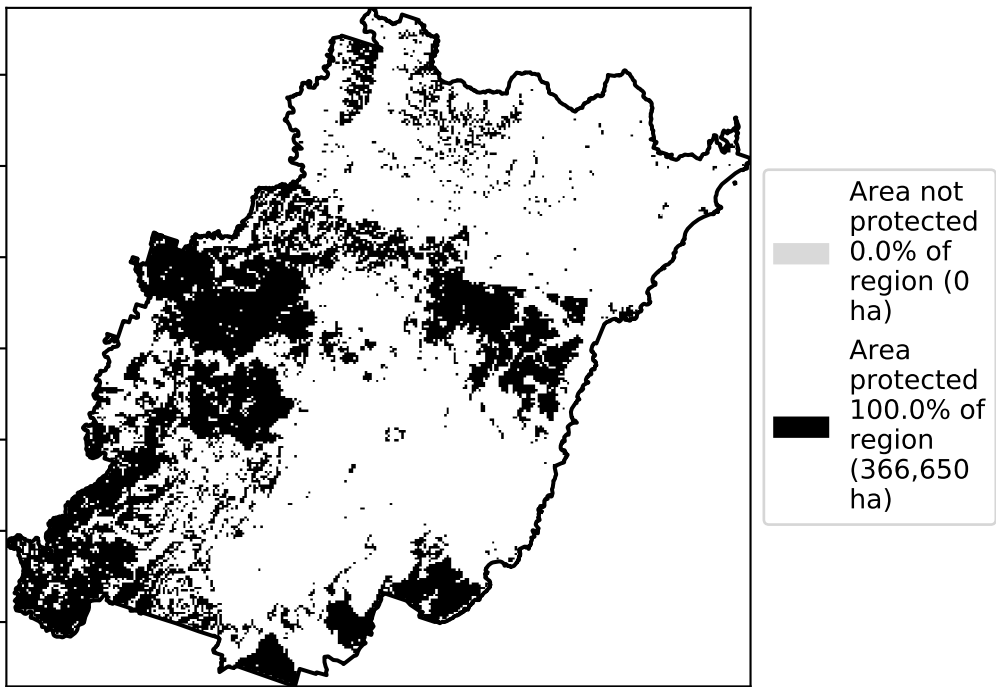 Area not
protected
0.0% of
region (0
ha)
Area
protected
100.0% of
region
(366,650
ha)